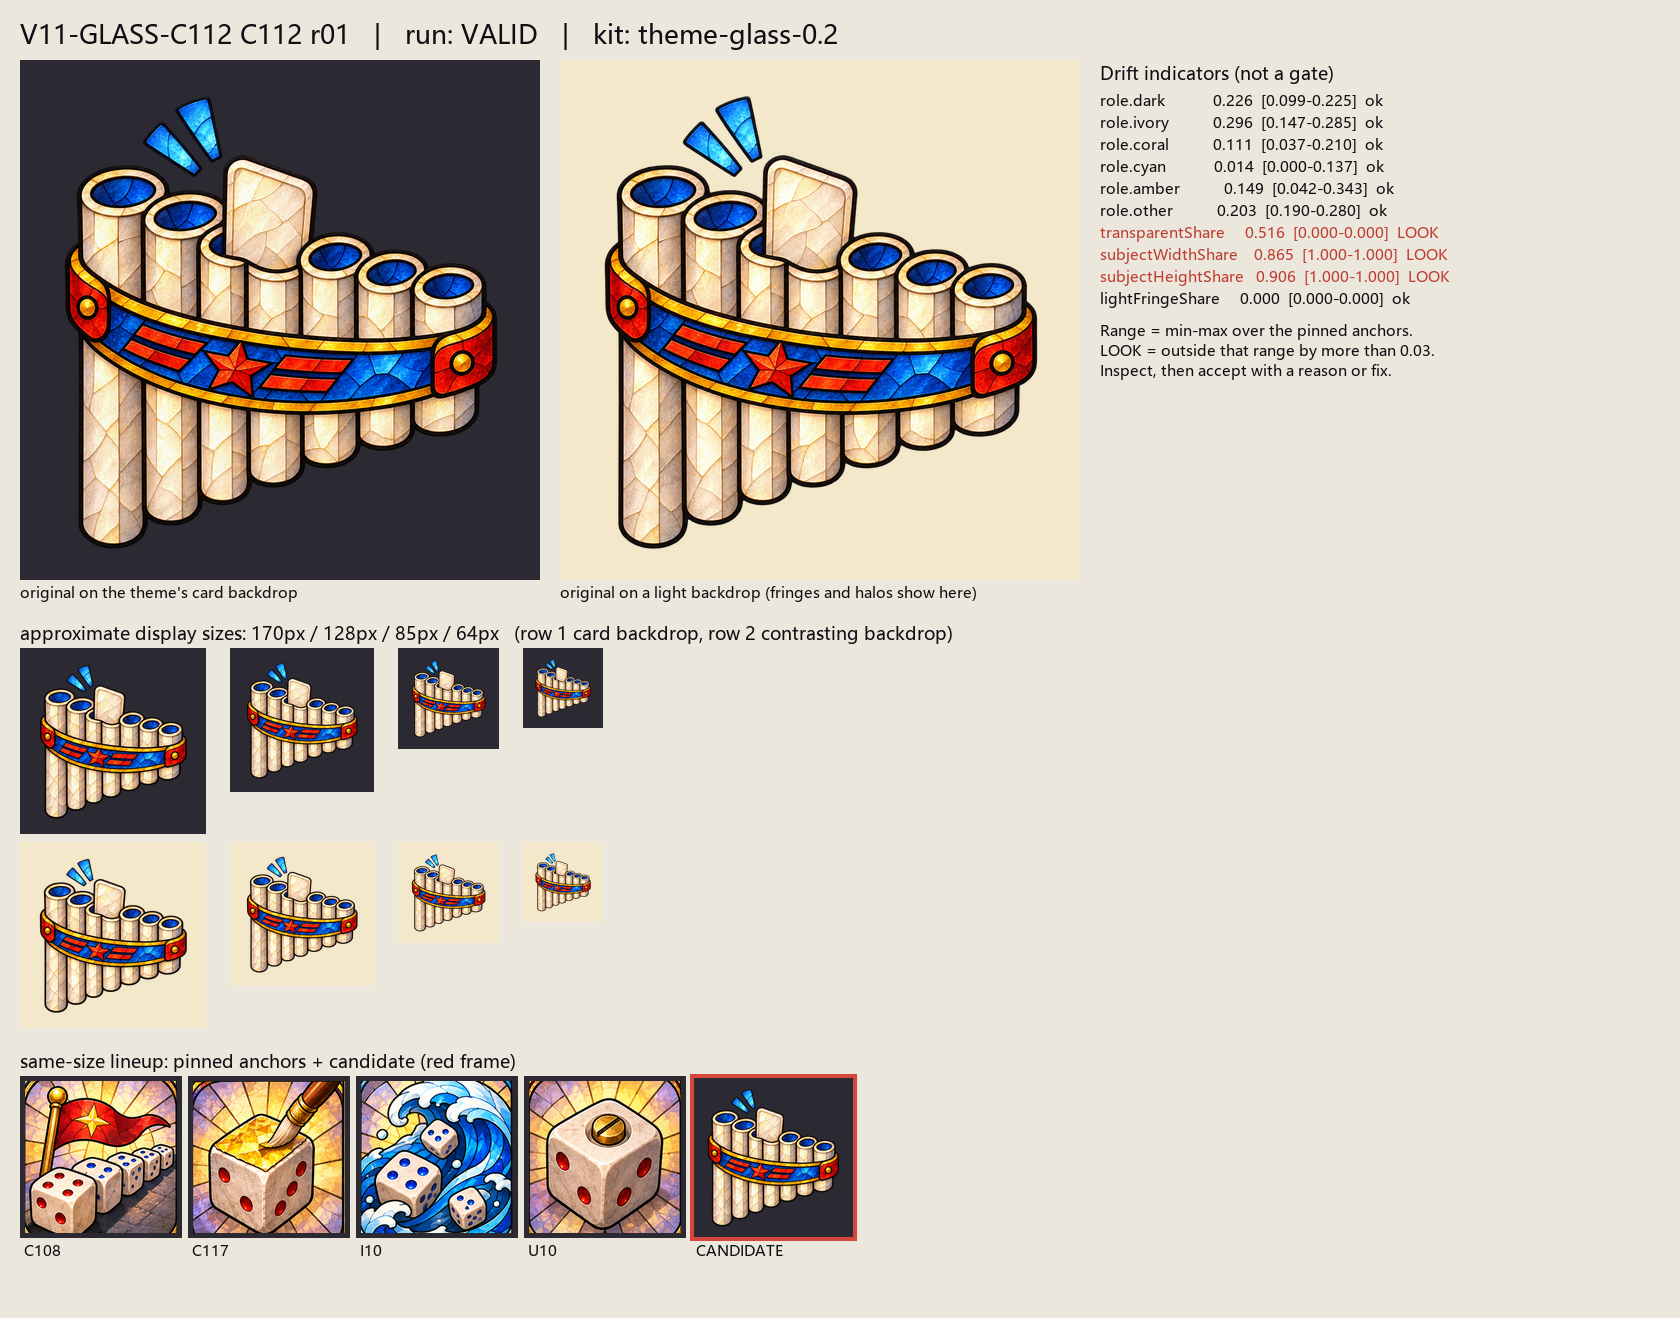 V11-GLASS-C112 C112 r01   |   run: VALID   |   kit: theme-glass-0.2
Drift indicators (not a gate)
role.dark 0.226 [0.099-0.225] ok
role.ivory 0.296 [0.147-0.285] ok
role.coral 0.111 [0.037-0.210] ok
role.cyan 0.014 [0.000-0.137] ok
role.amber 0.149 [0.042-0.343] ok
role.other 0.203 [0.190-0.280] ok
transparentShare 0.516 [0.000-0.000] LOOK
subjectWidthShare 0.865 [1.000-1.000] LOOK
subjectHeightShare 0.906 [1.000-1.000] LOOK
lightFringeShare 0.000 [0.000-0.000] ok
Range = min-max over the pinned anchors.
LOOK = outside that range by more than 0.03.
Inspect, then accept with a reason or fix.
original on the theme's card backdrop
original on a light backdrop (fringes and halos show here)
approximate display sizes: 170px / 128px / 85px / 64px   (row 1 card backdrop, row 2 contrasting backdrop)
same-size lineup: pinned anchors + candidate (red frame)
C108
C117
I10
U10
CANDIDATE